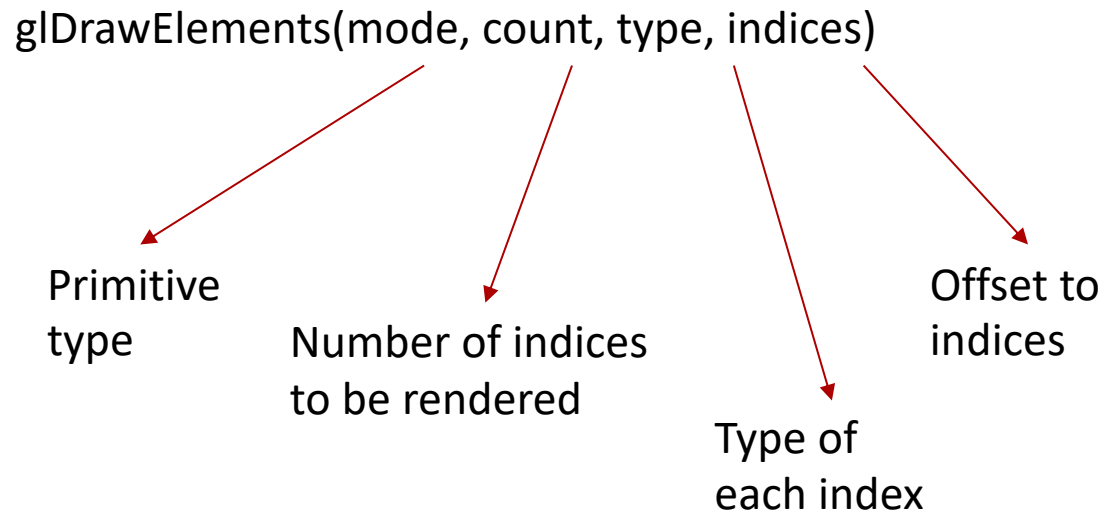 glDrawElements(mode, count, type, indices)
Primitive
type
Number of indices
to be rendered
Type of
each index
Offset to
indices